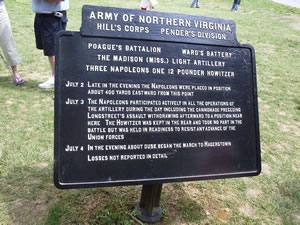 ARMY OF NORTHERN VIRGINIA
HILL'S CORPS PENDER'S DIVISION
POAGUE'S BATTALION WARD'S BATTERY
THE MADISON (MISS.) LIGHT ARTILLERY
THREE NAPOLEONS ONE 12 POUNDER HOWITZER
JULY 2 LATE IN THE EVENING THE NAPOLEONS WERE PLACED IN POSITION
ABOUT 400 YARDS EASTWARD FROM THIS POINT
JULY 3 THE NAPOLEONS PARTICIPATED ACTIVELY IN ALL THE OPERATIONS OF
THE ARTILLERY DURING THE DAY INCLUDING THE CANNONADE PRECEDING
LONGSTREET'S ASSAULT WITHDRAWING AFTERWARD TO A POSITION NEAR
HERE THE HOWITZER WAS KEPT IN THE REAR AND TOOK NO PART IN THE
BATTLE BUT WAS HELD IN READINESS TO RESIST AN ADVANCE OF THE
UNION FORCES
JULY 4 IN THE EVENING ABOUT DUSK BEGAN THE MARCH TO HAGERSTOWN
LOSSES NOT REPORTED IN DETAIL